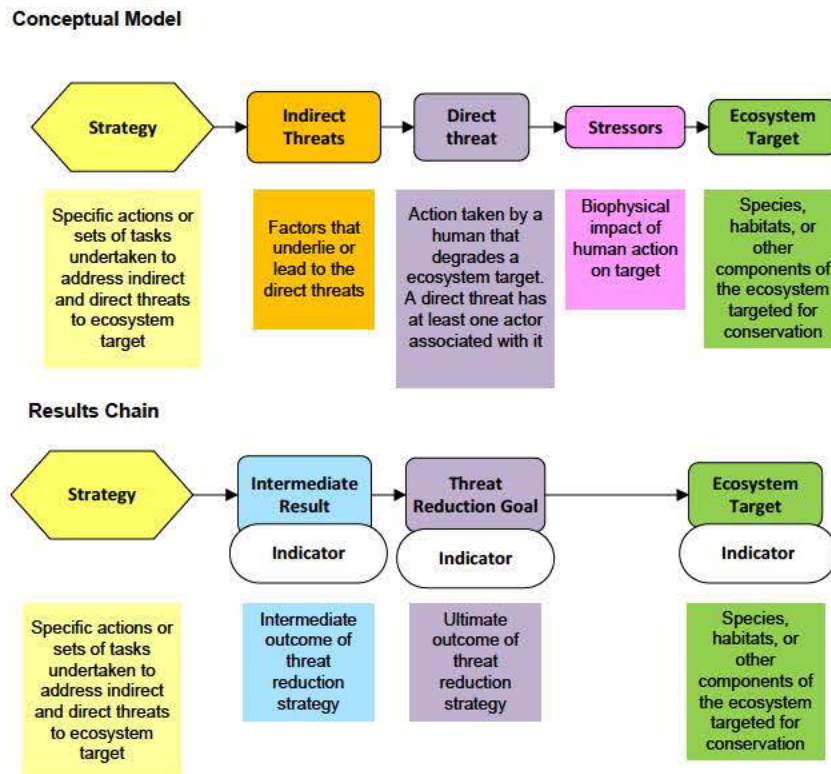 Conceptual Model
Strategy
Indirect
Threats
Direct
threat
Stressors
Ecosystem
Target
Specific actions or
sets of tasks
undertaken to
address indirect
and direct threats
to ecosystem
target
Factors that
underlie or
lead to the
direct threats
Action taken by a
human that
degrades a
ecosystem target.
A direct threat has
at least one actor
associated with it
Biophysical
impact of
human action
on target
Species,
habitats, or
other
components of
the ecosystem
targeted for
conservation
Results Chain
Strategy
Intermediate
Result
Indicator
Threat
Reduction Goal
Indicator
Ecosystem
Target
Indicator
Specific actions or
sets of tasks
undertaken to
address indirect
and direct threats
to ecosystem
target
Intermediate
outcome of
threat
reduction
strategy
Ultimate
outcome of
threat
reduction
strategy
Species,
habitats, or
other
components of
the ecosystem
targeted for
conservation